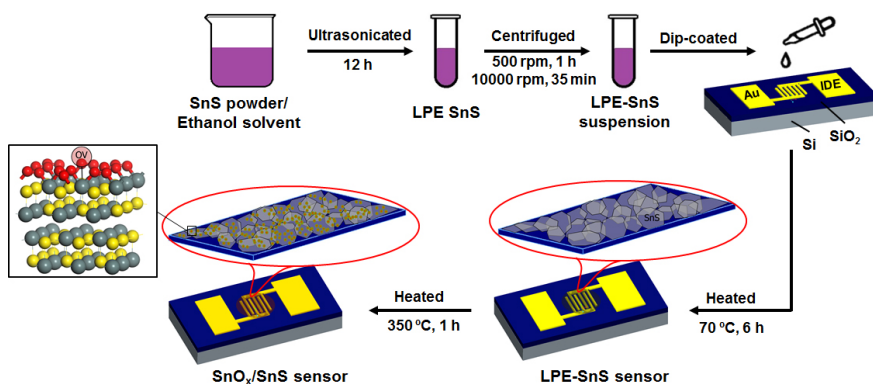 Ultrasonicated
12 h
SnS powder/
Ethanol solvent
LPE SnS
Centrifuged
500 rpm, 1 h
10000 rpm, 35 min
LPE-SnS
suspension
Dip-coated
Au
IDE
Si
SiO₂
Heated
70 ºC, 6 h
SnS
LPE-SnS sensor
Heated
350 ºC, 1 h
OV
SnOₓ/SnS sensor